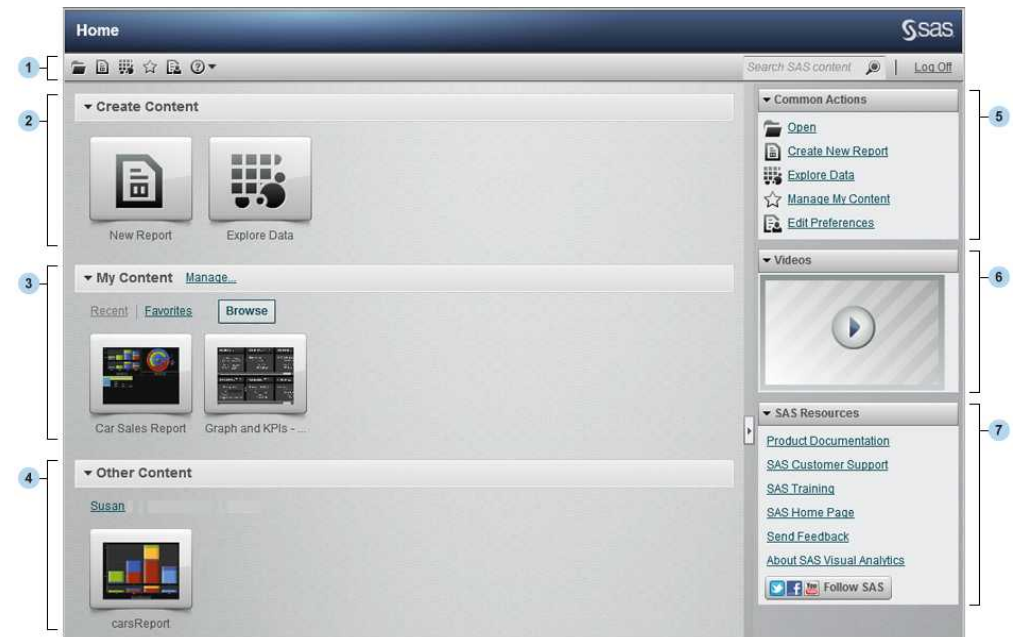 Home
sas
1
Search SAS content
Log Off
2
Create Content
New Report
Explore Data
3
My Content Manage...
Recent | Favorites Browse
Car Sales Report
Graph and KPIs - ...
4
Other Content
Susan
carsReport
Common Actions
5
Open
Create New Report
Explore Data
Manage My Content
Edit Preferences
Videos
6
SAS Resources
7
Product Documentation
SAS Customer Support
SAS Training
SAS Home Page
Send Feedback
About SAS Visual Analytics
Follow SAS